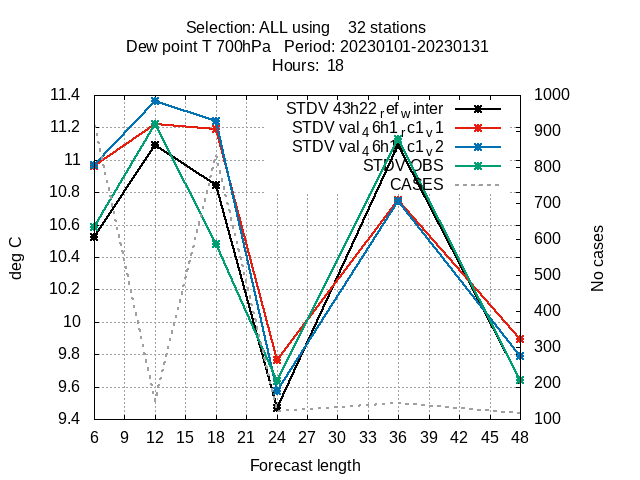 Selection: ALL using    32 stations
Dew point T 700hPa   Period: 20230101-20230131
Hours:  18
11.4
11.2
11
10.8
10.6
10.4
10.2
10
9.8
9.6
9.4
1000
900
800
700
600
500
400
300
200
100
STDV 43h22refwinter
STDV val46h1rc1v1
STDV val46h1rc1v2
STDV OBS
CASES
deg C
No cases
6 9 12 15 18 21 24 27 30 33 36 39 42 45 48
Forecast length